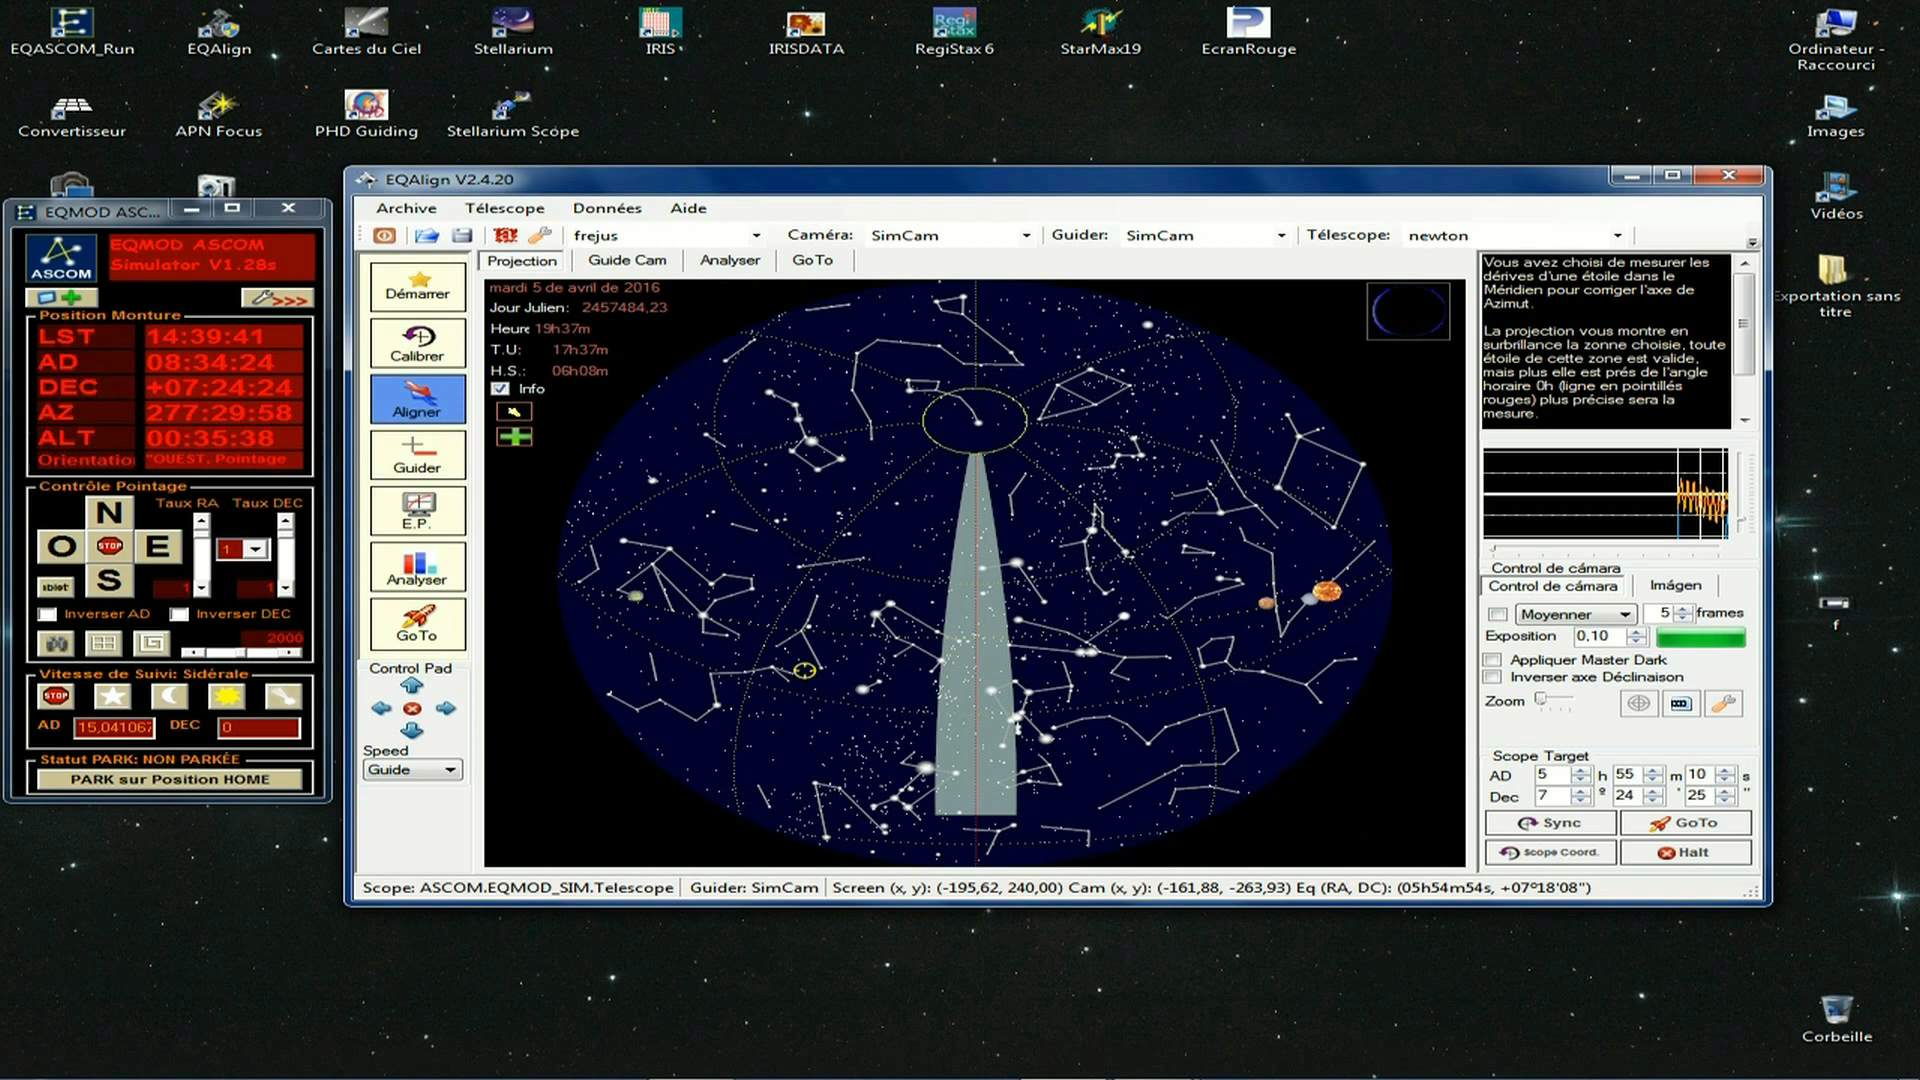 EQASCOM_Run
EQAlign
Cartes du Ciel
Stellarium
IRIS
IRISDATA
RegiStax 6
StarMax19
EcranRouge
Ordinateur - Raccourci
Convertisseur
APN Focus
PHD Guiding
Stellarium Scope
Images
Vidéos
Exportation sans titre
f
Corbeille
EQMOD ASC...
ASCOM
EQMOD ASCOM
Simulator V1.28s
>>>
Position Monture
LST 14:39:41
AD 08:34:24
DEC +07:24:24
AZ 277:29:58
ALT 00:35:38
Orientatio "OUEST, Pointage
Contrôle Pointage
Taux RA Taux DEC
N
O STOP E 1
S
1 1
Inverser AD Inverser DEC
2000
Vitesse de Suivi: Sidérale
STOP
AD 15,041067 DEC 0
Statut PARK: NON PARKÉE
PARK sur Position HOME
EQAlign V2.4.20
Archive Télescope Données Aide
frejus Caméra: SimCam Guider: SimCam Télescope: newton
Projection Guide Cam Analyser GoTo
Démarrer
Calibrer
Aligner
Guider
E.P.
Analyser
GoTo
Control Pad
Speed
Guide
mardi 5 de avril de 2016
Jour Julien: 2457484,23
Heure 19h37m
T.U: 17h37m
H.S.: 06h08m
Info
Vous avez choisi de mesurer les
dérives d'une étoile dans le
Méridien pour corriger l'axe de
Azimut.
La projection vous montre en
surbrillance la zonne choisie, toute
étoile de cette zone est valide,
mais plus elle est prés de l'angle
horaire 0h (ligne en pointillés
rouges) plus précise sera la
mesure.
Control de cámara
Control de cámara Imágen
Moyenner 5 frames
Exposition 0,10
Appliquer Master Dark
Inverser axe Déclinaison
Zoom
Scope Target
AD 5 h 55 m 10 s
Dec 7 º 24 ' 25 "
Sync GoTo
Scope Coord. Halt
Scope: ASCOM.EQMOD_SIM.Telescope Guider: SimCam Screen (x, y): (-195,62, 240,00) Cam (x, y): (-161,88, -263,93) Eq (RA, DC): (05h54m54s, +07º18'08")